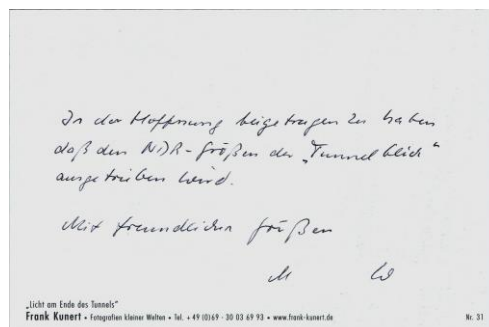 In der Hoffnung beigetragen zu haben
daß den NDR-Größen der „Tunnelblick“
ausgetrieben wird.
Mit freundlichen Grüßen
M W
„Licht am Ende des Tunnels“
Frank Kunert • Fotografien kleiner Welten • Tel. + 49 (0)69 - 30 03 69 93 • www.frank-kunert.de
Nr. 31